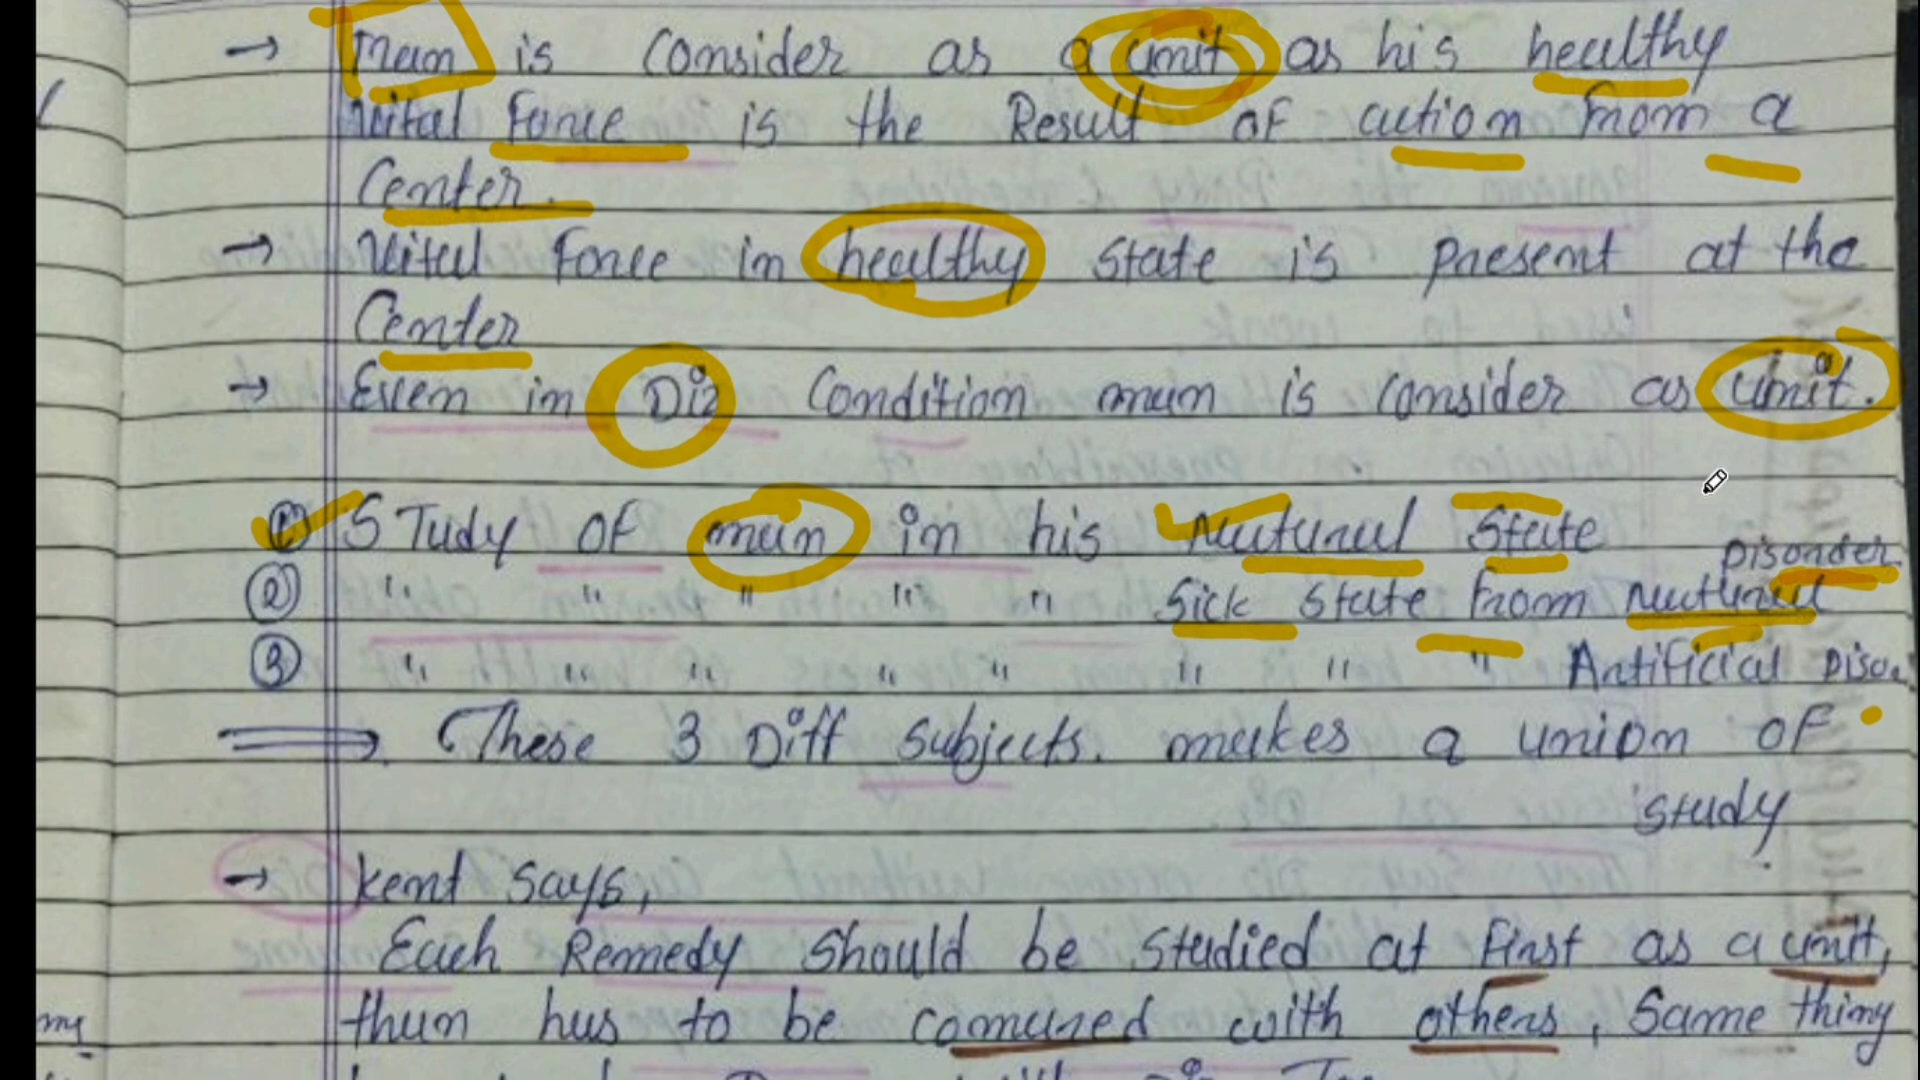 → Man is Consider as a unit as his healthy
Vital Force is the Result of action from a
Center.
→ Vital Force in healthy state is present at the
Center
→ Even in Diz Condition man is consider as unit.
① Study of man in his Natural State
Disorder
② " " " " " Sick state from Natural
③ " " " " " " " " Artificial Diso.
⇒ These 3 Diff subjects. makes a union of
study
→ Kent says,
Each Remedy should be studied at first as a unit,
than has to be comared with others, Same thing